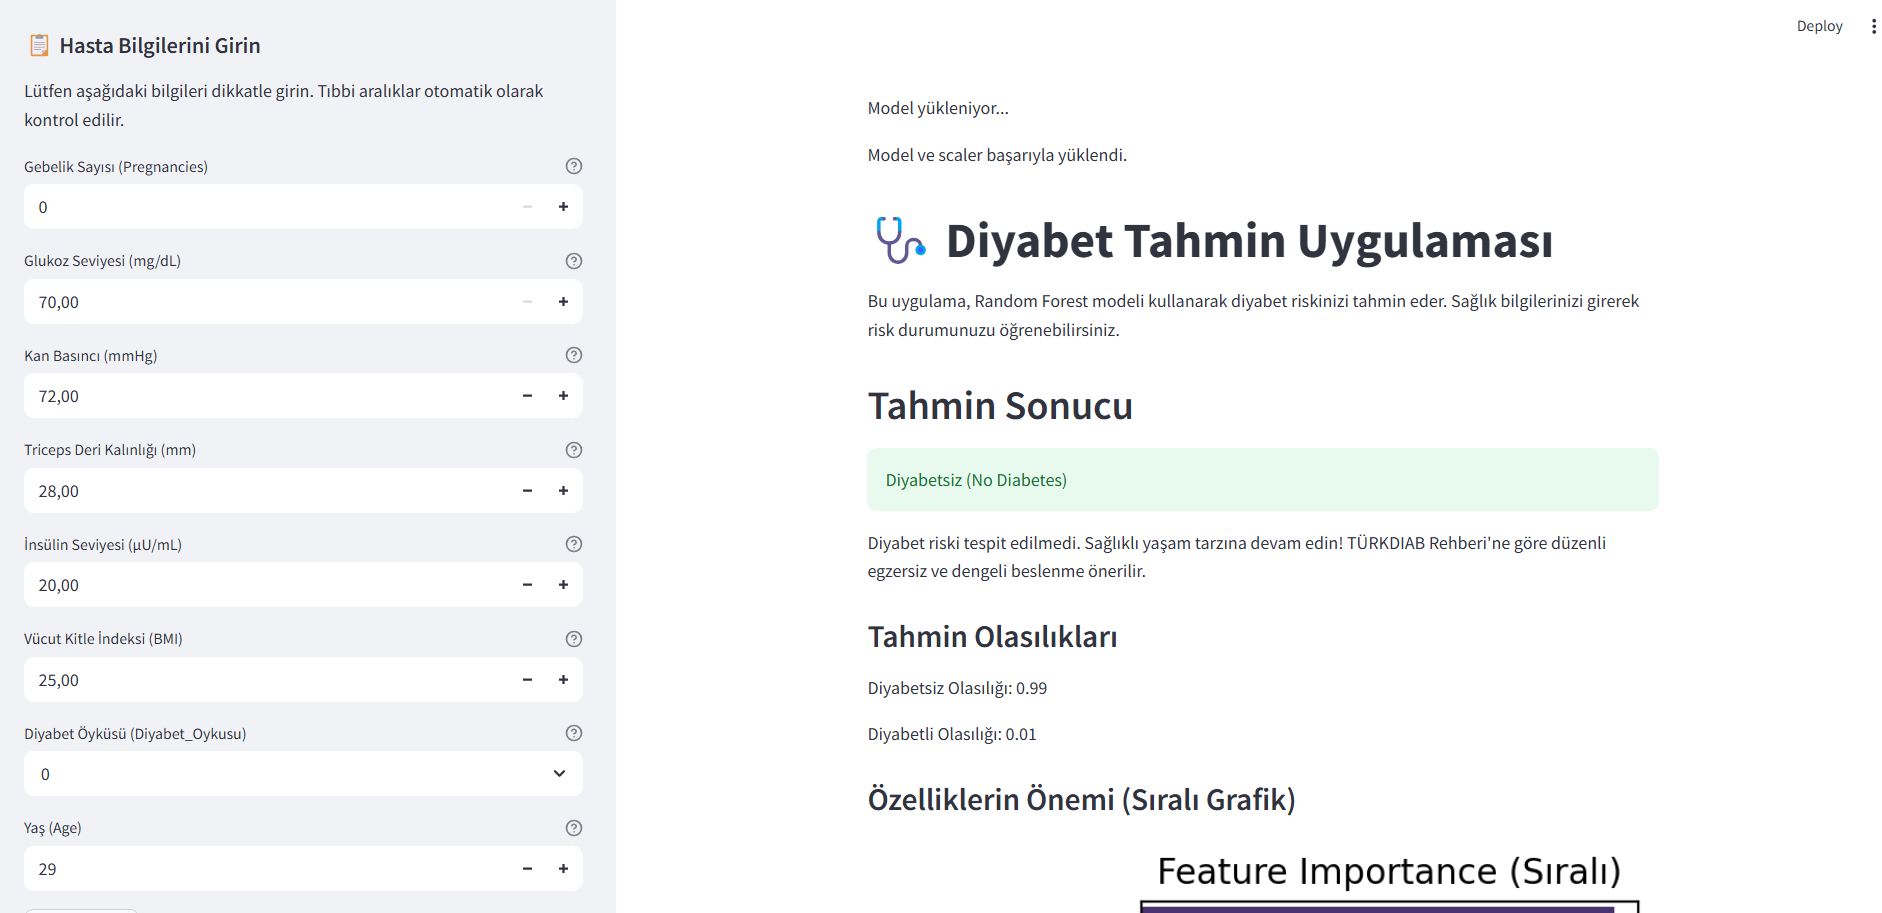 Hasta Bilgilerini Girin
Lütfen aşağıdaki bilgileri dikkatle girin. Tıbbi aralıklar otomatik olarak
kontrol edilir.
Gebelik Sayısı (Pregnancies)
0
Glukoz Seviyesi (mg/dL)
70,00
Kan Basıncı (mmHg)
72,00
Triceps Deri Kalınlığı (mm)
28,00
İnsülin Seviyesi (µU/mL)
20,00
Vücut Kitle İndeksi (BMI)
25,00
Diyabet Öyküsü (Diyabet_Oykusu)
0
Yaş (Age)
29
Deploy
Model yükleniyor...
Model ve scaler başarıyla yüklendi.
Diyabet Tahmin Uygulaması
Bu uygulama, Random Forest modeli kullanarak diyabet riskinizi tahmin eder. Sağlık bilgilerinizi girerek
risk durumunuzu öğrenebilirsiniz.
Tahmin Sonucu
Diyabetsiz (No Diabetes)
Diyabet riski tespit edilmedi. Sağlıklı yaşam tarzına devam edin! TÜRKDIAB Rehberi'ne göre düzenli
egzersiz ve dengeli beslenme önerilir.
Tahmin Olasılıkları
Diyabetsiz Olasılığı: 0.99
Diyabetli Olasılığı: 0.01
Özelliklerin Önemi (Sıralı Grafik)
Feature Importance (Sıralı)